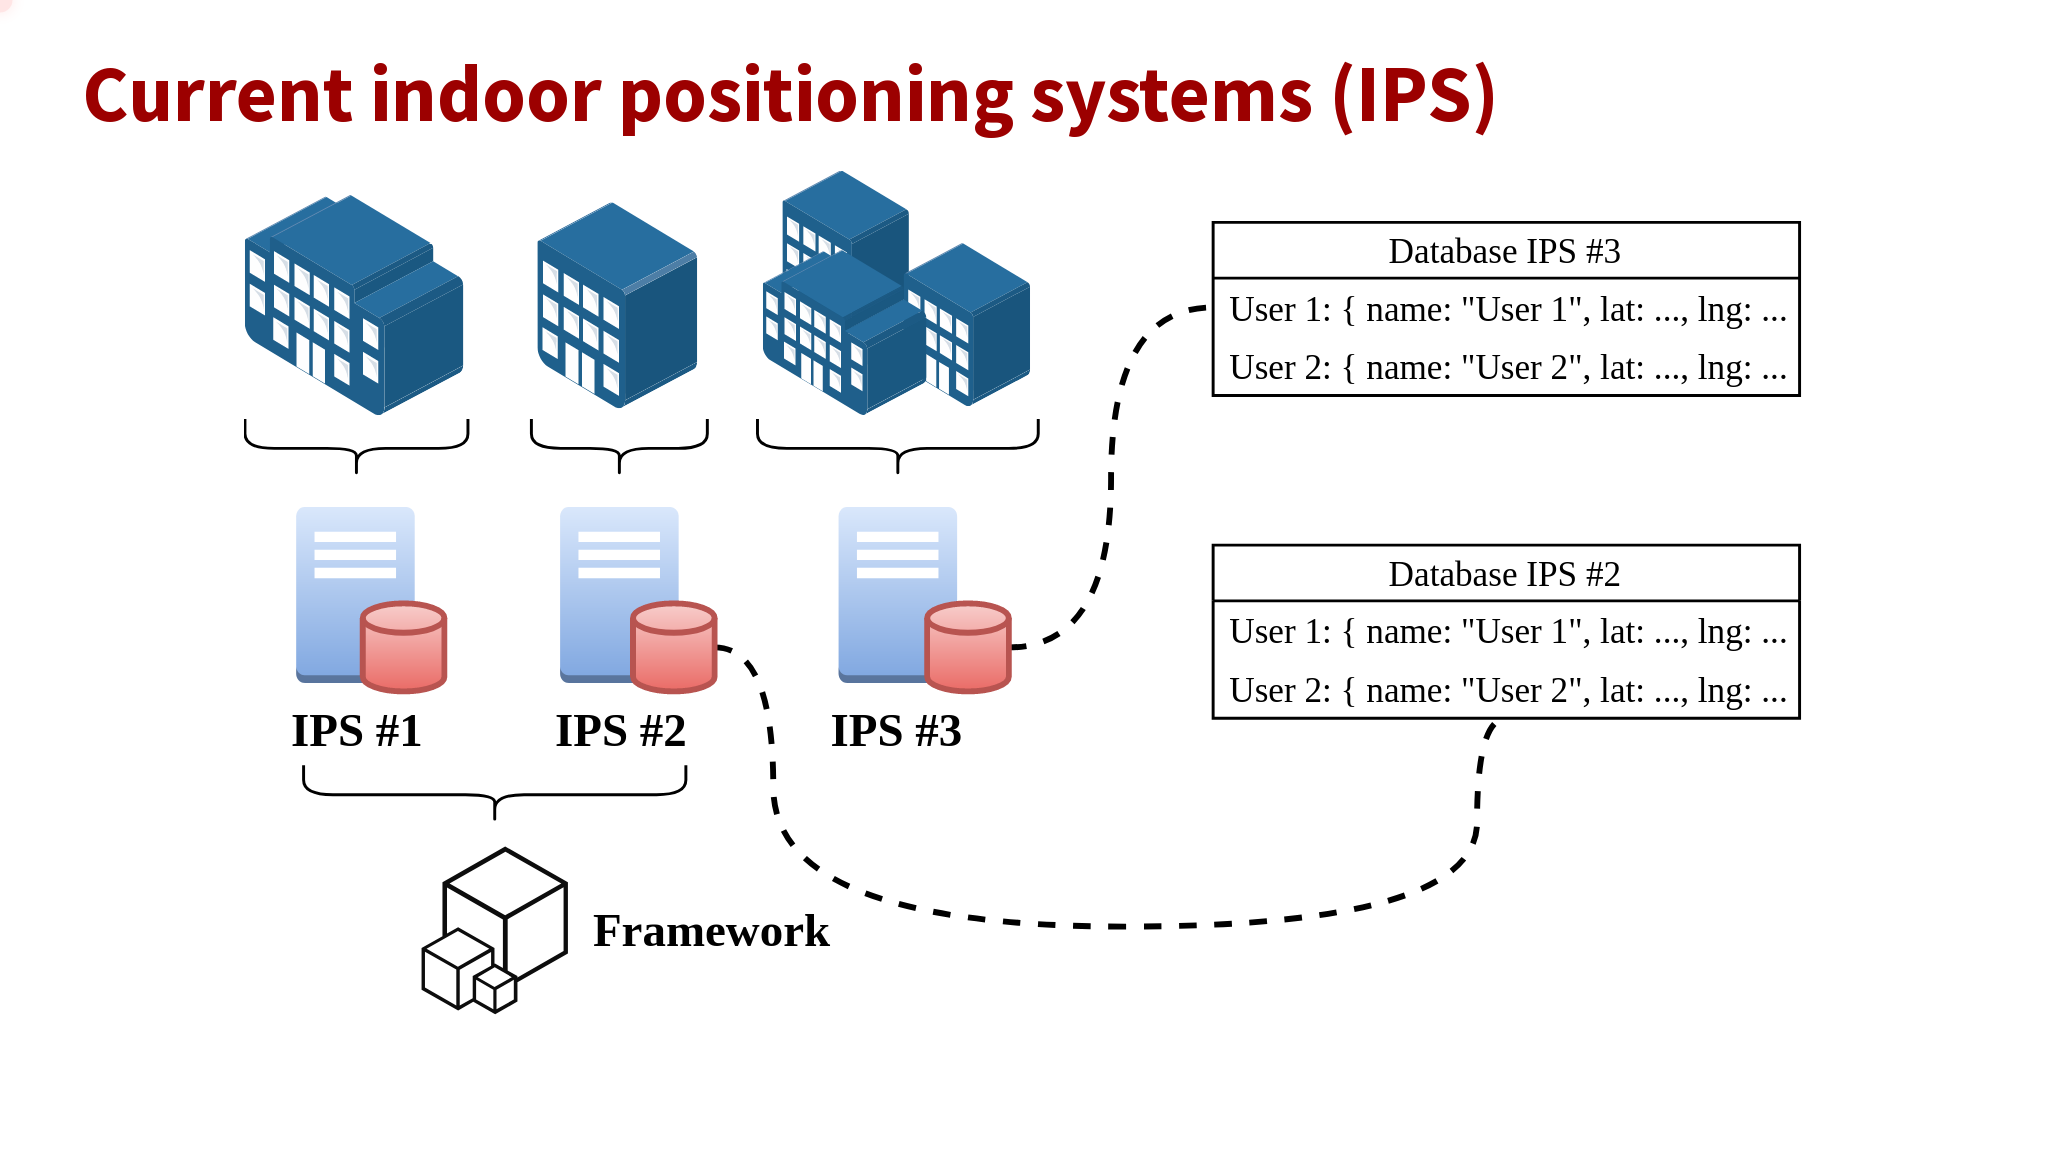 Current indoor positioning systems (IPS)
Database IPS #3
User 1: { name: "User 1", lat: ..., lng: ...
User 2: { name: "User 2", lat: ..., lng: ...
Database IPS #2
User 1: { name: "User 1", lat: ..., lng: ...
User 2: { name: "User 2", lat: ..., lng: ...
IPS #1
IPS #2
IPS #3
Framework